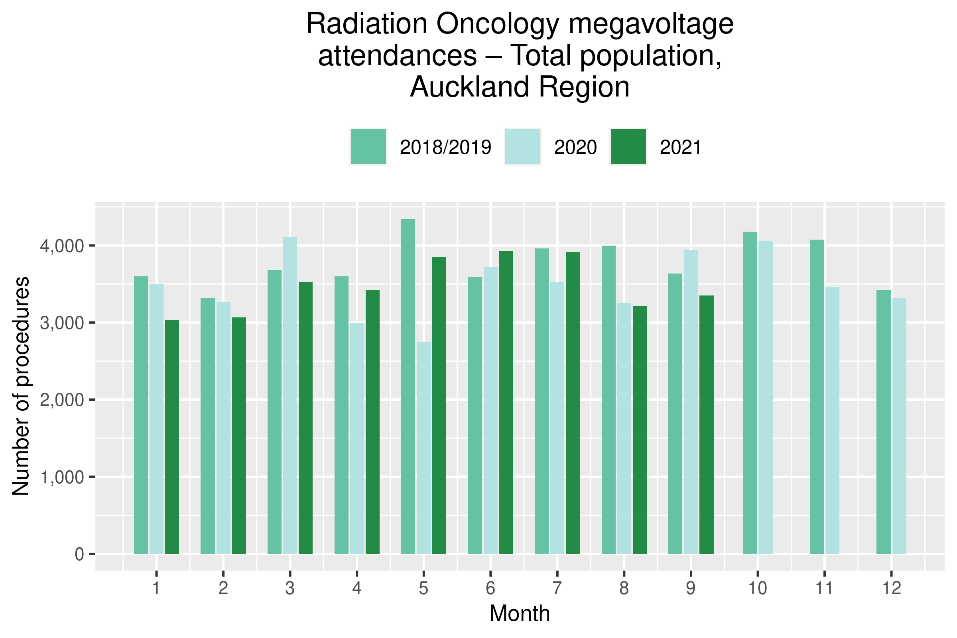 Radiation Oncology megavoltage
attendances – Total population,
Auckland Region
2018/2019 2020 2021
Number of procedures
4,000
3,000
2,000
1,000
0
1 2 3 4 5 6 7 8 9 10 11 12
Month